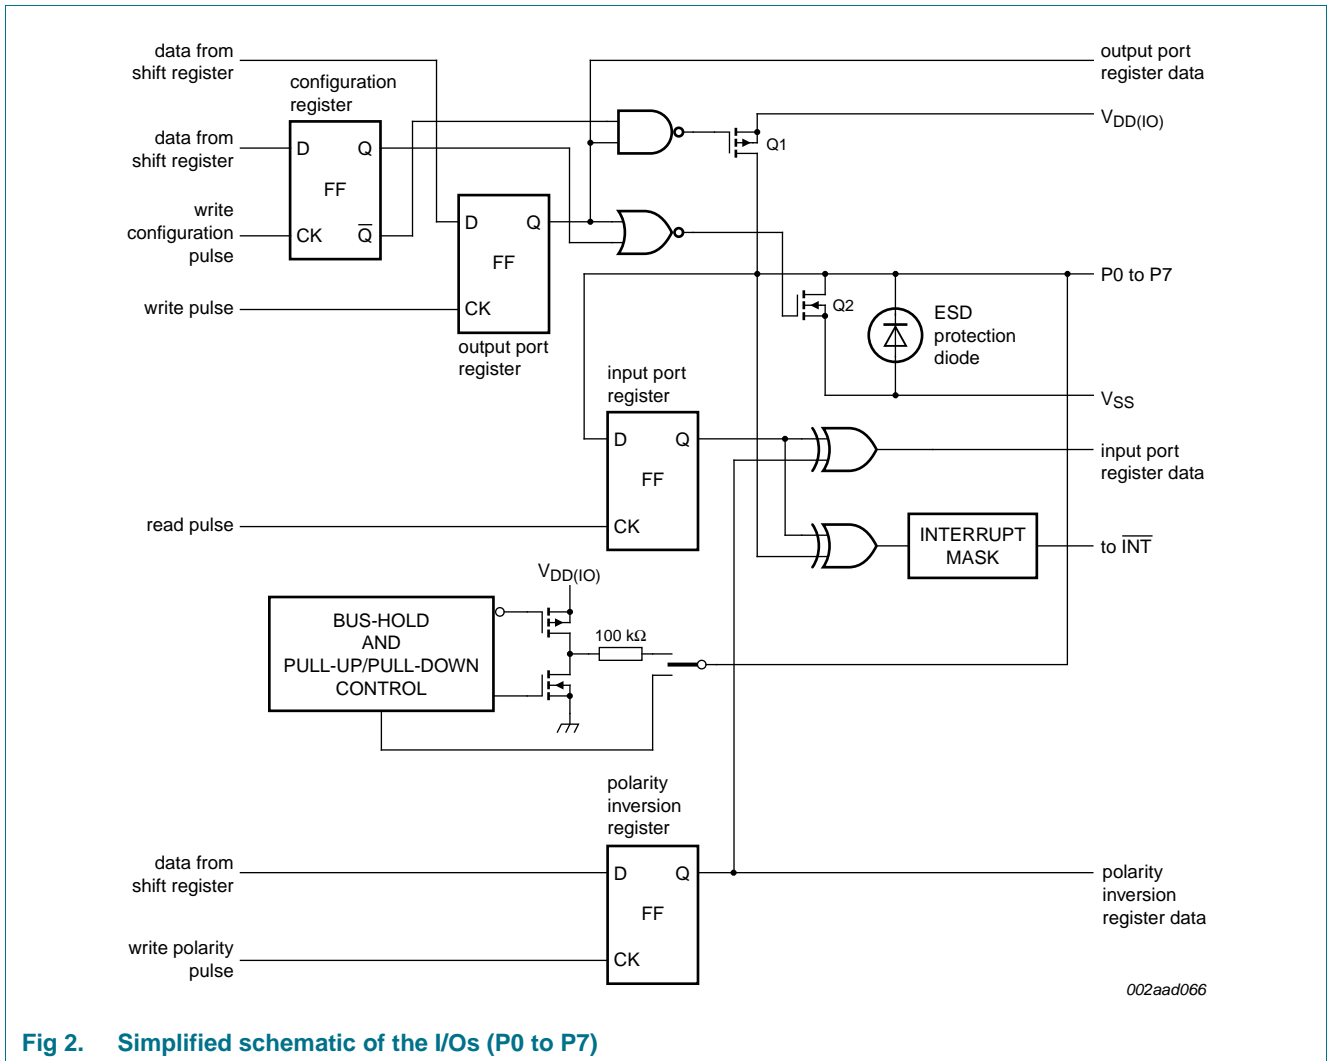 data from
shift register
output port
register data
configuration
register
VDD(IO)
data from
shift register
D
Q
FF
CK
Q̅
Q1
write
configuration
pulse
D
Q
FF
CK
write pulse
output port
register
P0 to P7
Q2
ESD
protection
diode
VSS
input port
register
D
Q
FF
CK
input port
register data
read pulse
INTERRUPT
MASK
to I̅N̅T̅
VDD(IO)
BUS-HOLD
AND
PULL-UP/PULL-DOWN
CONTROL
100 kΩ
polarity
inversion
register
data from
shift register
D
Q
FF
CK
polarity
inversion
register data
write polarity
pulse
002aad066
Fig 2. Simplified schematic of the I/Os (P0 to P7)